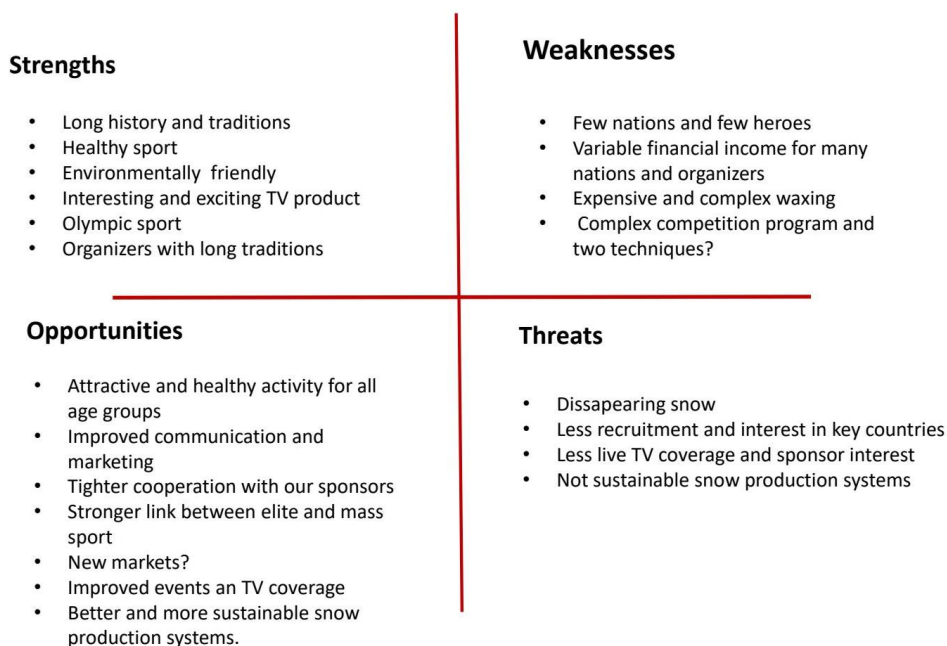 Strengths
• Long history and traditions
• Healthy sport
• Environmentally  friendly
• Interesting and exciting TV product
• Olympic sport
• Organizers with long traditions
Weaknesses
• Few nations and few heroes
• Variable financial income for many
nations and organizers
• Expensive and complex waxing
• Complex competition program and
two techniques?
Opportunities
• Attractive and healthy activity for all
age groups
• Improved communication and
marketing
• Tighter cooperation with our sponsors
• Stronger link between elite and mass
sport
• New markets?
• Improved events an TV coverage
• Better and more sustainable snow
production systems.
Threats
• Dissapearing snow
• Less recruitment and interest in key countries
• Less live TV coverage and sponsor interest
• Not sustainable snow production systems